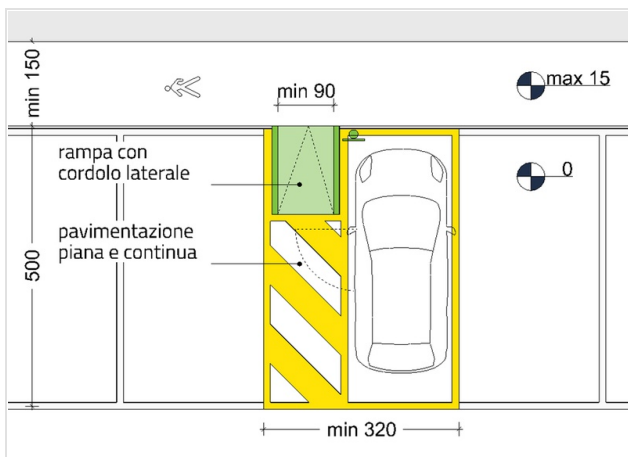 min 150
min 90
max 15
rampa con
cordolo laterale
0
pavimentazione
piana e continua
500
min 320